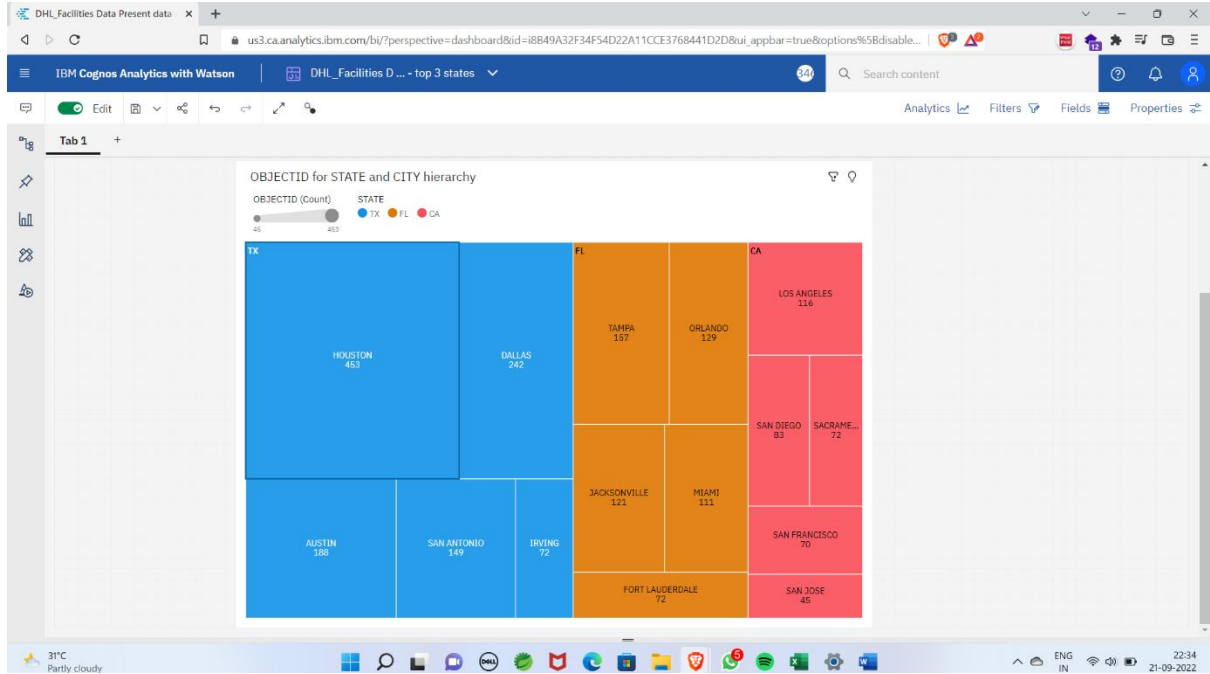 DHL_Facilities Data Present data
us3.ca.analytics.ibm.com/bi/?perspective=dashboard&id=i8B49A32F34F54D22A11CCE3768441D2D&ui_appbar=true&options%5Bdisable...
12
IBM Cognos Analytics with Watson
DHL_Facilities D ... - top 3 states
Search content
Edit
Analytics
Filters
Fields
Properties
Tab 1
OBJECTID for STATE and CITY hierarchy
OBJECTID (Count)
STATE
TX
FL
CA
45
453
TX
HOUSTON
453
DALLAS
242
AUSTIN
188
SAN ANTONIO
149
IRVING
72
FL
TAMPA
157
ORLANDO
129
JACKSONVILLE
121
MIAMI
111
FORT LAUDERDALE
72
CA
LOS ANGELES
116
SAN DIEGO
83
SACRAME...
72
SAN FRANCISCO
70
SAN JOSE
45
31°C
Partly cloudy
DELL
5
ENG
IN
22:34
21-09-2022